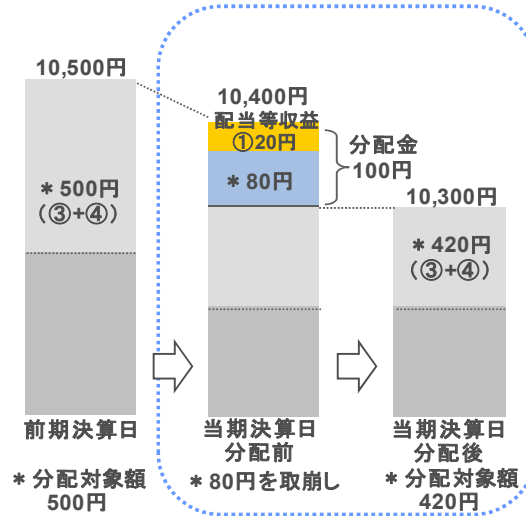 10,500円
＊500円
（③+④）
前期決算日
＊分配対象額
500円
10,400円
配当等収益
①20円
＊80円
分配金
100円
当期決算日
分配前
＊80円を取崩し
10,300円
＊420円
（③+④）
当期決算日
分配後
＊分配対象額
420円